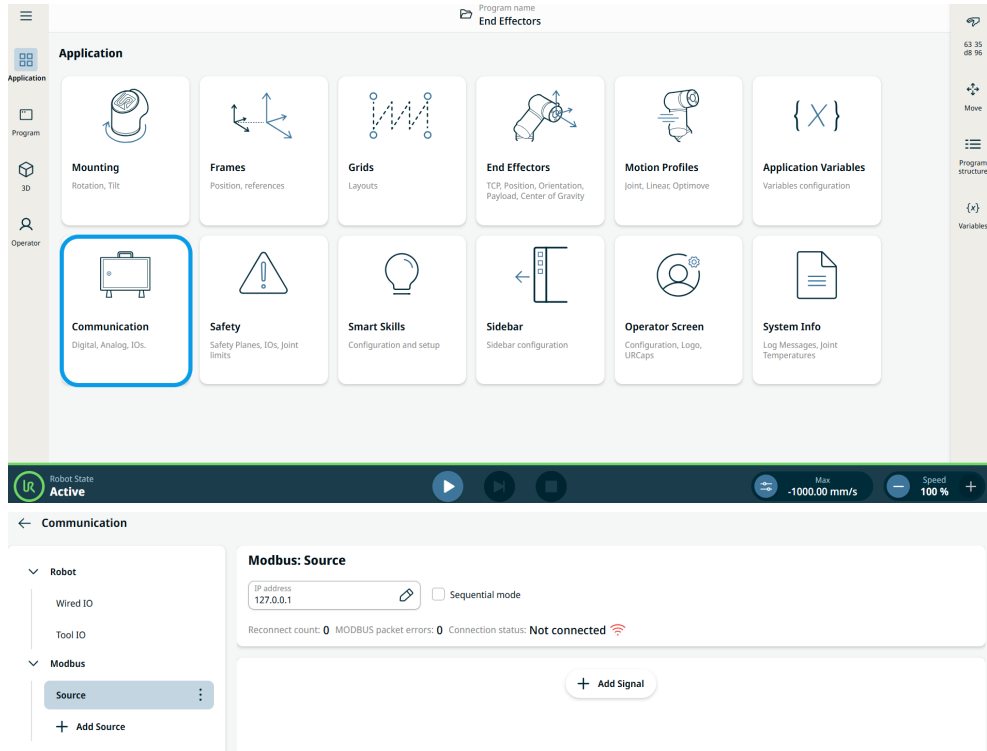 Program name
End Effectors
Application
Application
Program
3D
Operator
Mounting
Rotation, Tilt
Frames
Position, references
Grids
Layouts
End Effectors
TCP, Position, Orientation,
Payload, Center of Gravity
Motion Profiles
Joint, Linear, Optimove
{X}
Application Variables
Variables configuration
Communication
Digital, Analog, IOs.
Safety
Safety Planes, IOs, Joint
limits
Smart Skills
Configuration and setup
Sidebar
Sidebar configuration
Operator Screen
Configuration, Logo,
URCaps
System Info
Log Messages, Joint
Temperatures
63 35
d8 96
Move
Program
structure
{x}
Variables
UR
Robot State
Active
Max
-1000.00 mm/s
Speed
100 %
Communication
Robot
Wired IO
Tool IO
Modbus
Source
Add Source
Modbus: Source
IP address
127.0.0.1
Sequential mode
Reconnect count: 0 MODBUS packet errors: 0 Connection status: Not connected
Add Signal